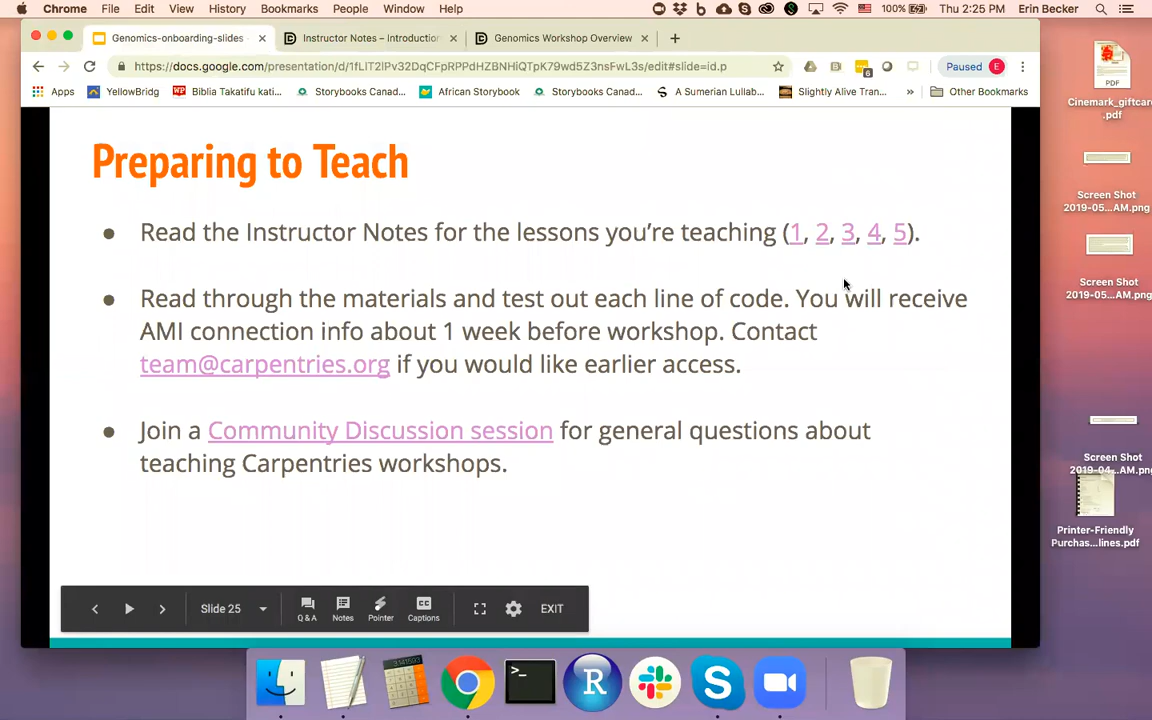 Chrome File Edit View History Bookmarks People Window Help 100% Thu 2:25 PM Erin Becker
Genomics-onboarding-slides Instructor Notes – Introduction Genomics Workshop Overview
https://docs.google.com/presentation/d/1fLIT2lPv32DqCFpRPPdHZBNHiQTpK79wd5Z3nsFwL3s/edit#slide=id.p 6 Paused E
Apps YellowBridg Biblia Takatifu kati... Storybooks Canad... African Storybook Storybooks Canad... A Sumerian Lullab... Slightly Alive Tran... » Other Bookmarks
Preparing to Teach
● Read the Instructor Notes for the lessons you’re teaching (1, 2, 3, 4, 5).
● Read through the materials and test out each line of code. You will receive
AMI connection info about 1 week before workshop. Contact
team@carpentries.org if you would like earlier access.
● Join a Community Discussion session for general questions about
teaching Carpentries workshops.
Slide 25 Q & A Notes Pointer Captions EXIT
PDF
Cinemark_giftcar
.pdf
Screen Shot
2019-05...AM.png
Screen Shot
2019-05...AM.png
Screen Shot
2019-04-..AM.png
Printer-Friendly
Purchas...lines.pdf
3.141593
>_
R
S